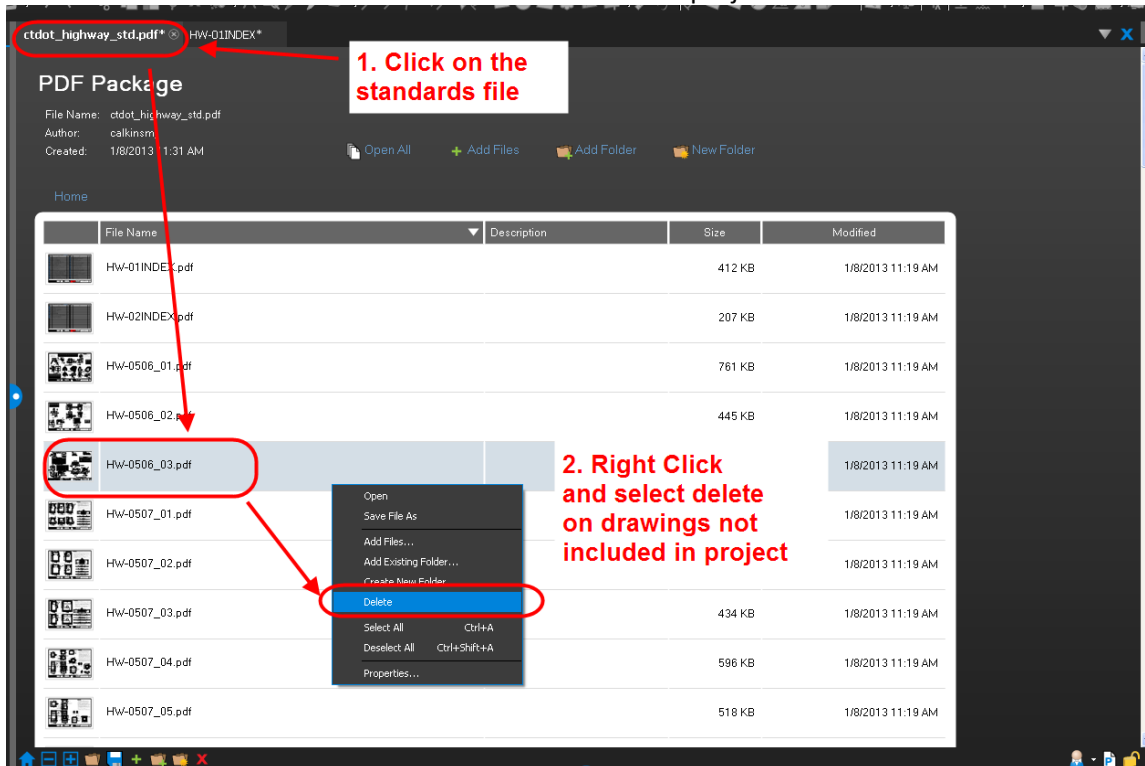 ctdot_highway_std.pdf* HW-01INDEX*
1. Click on the
standards file
PDF Package
File Name: ctdot_highway_std.pdf
Author: calkinsm
Created: 1/8/2013 11:31 AM
Open All Add Files Add Folder New Folder
Home
File Name Description Size Modified
HW-01INDEX.pdf 412 KB 1/8/2013 11:19 AM
HW-02INDEX.pdf 207 KB 1/8/2013 11:19 AM
HW-0506_01.pdf 761 KB 1/8/2013 11:19 AM
HW-0506_02.pdf 445 KB 1/8/2013 11:19 AM
HW-0506_03.pdf 1/8/2013 11:19 AM
2. Right Click
and select delete
on drawings not
included in project
HW-0507_01.pdf 1/8/2013 11:19 AM
HW-0507_02.pdf 1/8/2013 11:19 AM
HW-0507_03.pdf 434 KB 1/8/2013 11:19 AM
HW-0507_04.pdf 596 KB 1/8/2013 11:19 AM
HW-0507_05.pdf 518 KB 1/8/2013 11:19 AM
Open
Save File As
Add Files...
Add Existing Folder...
Create New Folder
Delete
Select All Ctrl+A
Deselect All Ctrl+Shift+A
Properties...